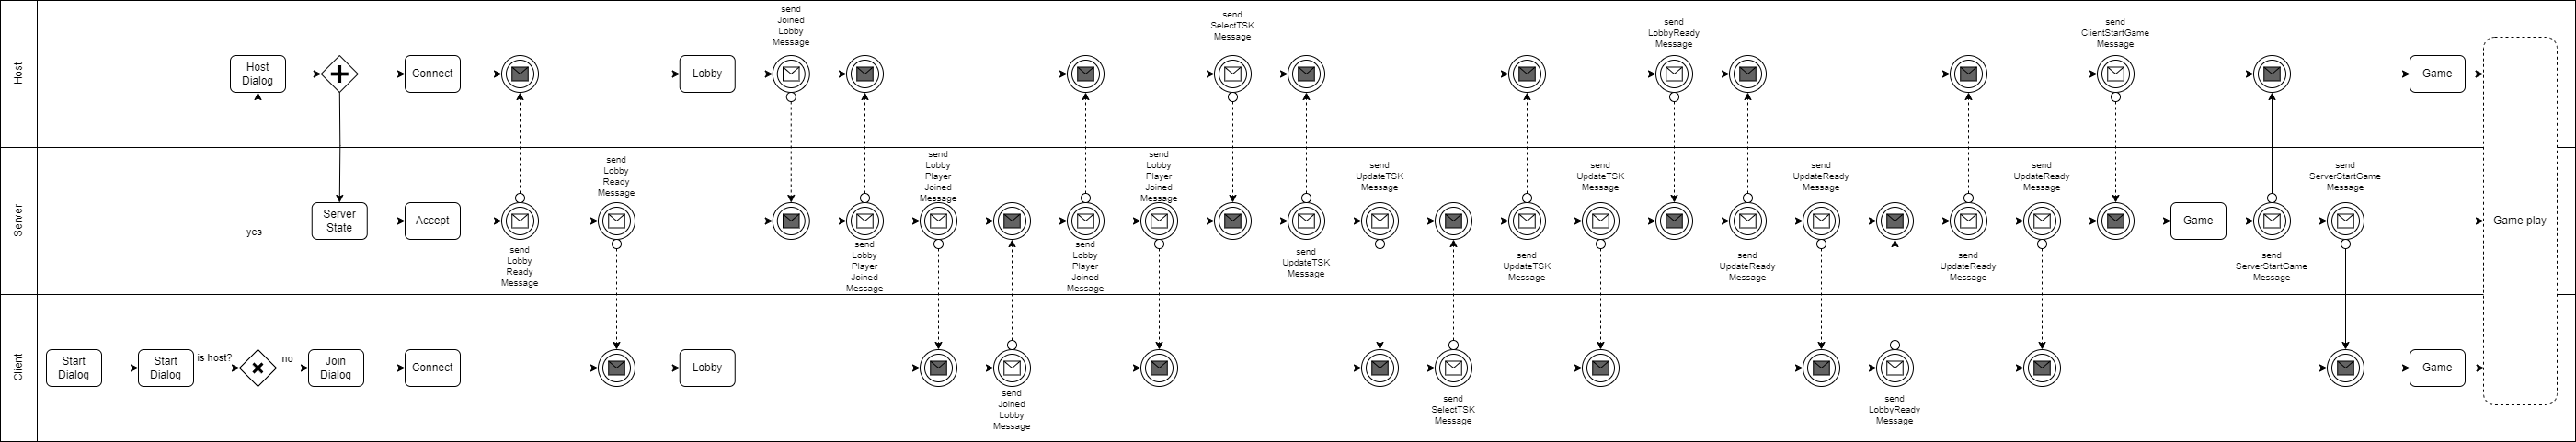 Host
send
Joined
Lobby
Message
send
SelectTSK
Message
send
LobbyReady
Message
send
ClientStartGame
Message
Host
Dialog
Connect
Lobby
Game
Server
send
Lobby
Ready
Message
send
Lobby
Player
Joined
Message
send
Lobby
Player
Joined
Message
send
UpdateTSK
Message
send
UpdateTSK
Message
send
UpdateReady
Message
send
UpdateReady
Message
send
ServerStartGame
Message
Server
State
Accept
Game
Game play
yes
send
Lobby
Ready
Message
send
Lobby
Player
Joined
Message
send
Lobby
Player
Joined
Message
send
UpdateTSK
Message
send
UpdateTSK
Message
send
UpdateReady
Message
send
UpdateReady
Message
send
ServerStartGame
Message
Client
Start
Dialog
Start
Dialog
is host?
no
Join
Dialog
Connect
Lobby
Game
send
Joined
Lobby
Message
send
SelectTSK
Message
send
LobbyReady
Message